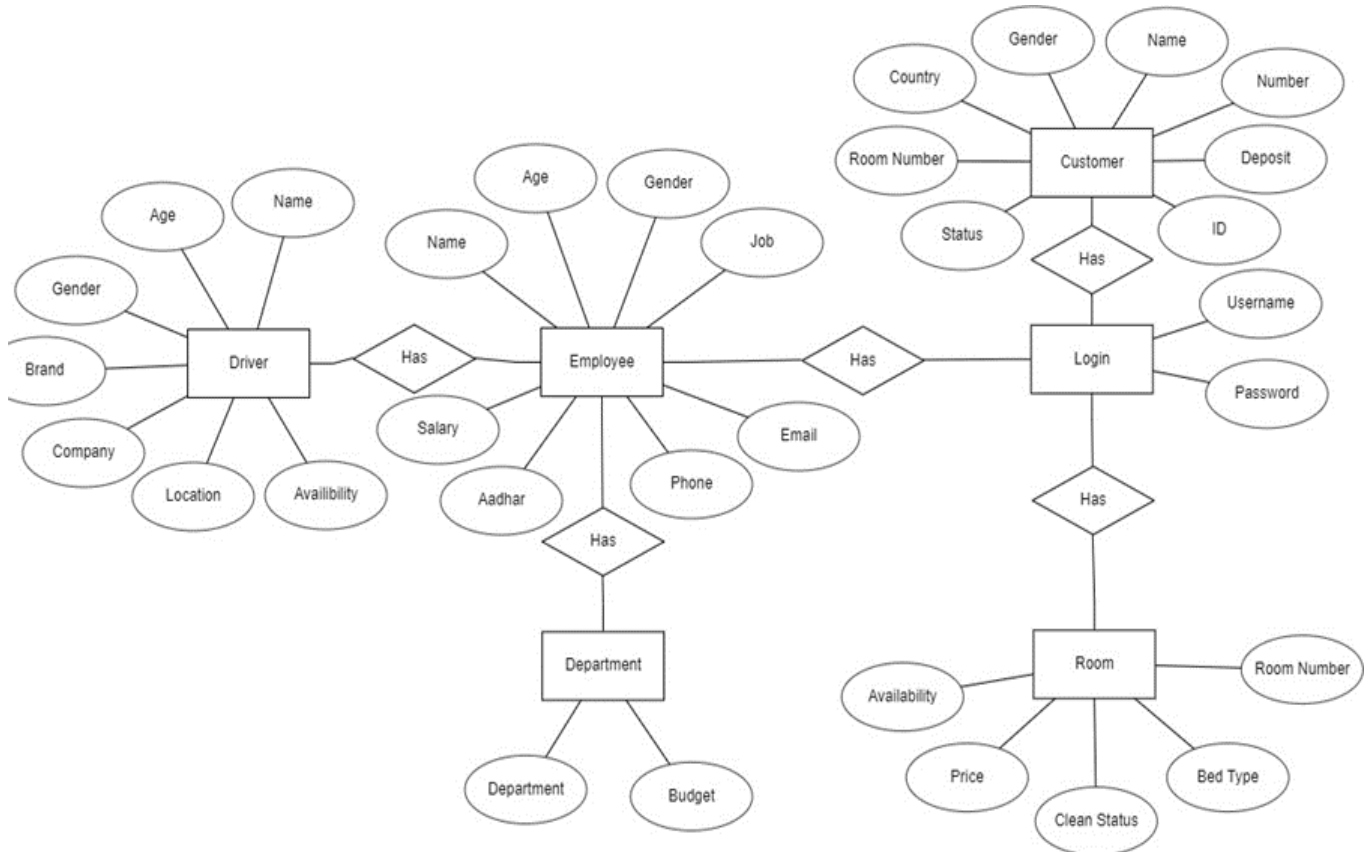 Gender
Name
Country
Number
Room Number
Customer
Deposit
Status
ID
Has
Age
Name
Gender
Brand
Driver
Company
Location
Availibility
Has
Age
Gender
Name
Job
Employee
Salary
Aadhar
Phone
Email
Has
Username
Login
Password
Has
Department
Department
Budget
Has
Room
Room Number
Availability
Price
Clean Status
Bed Type